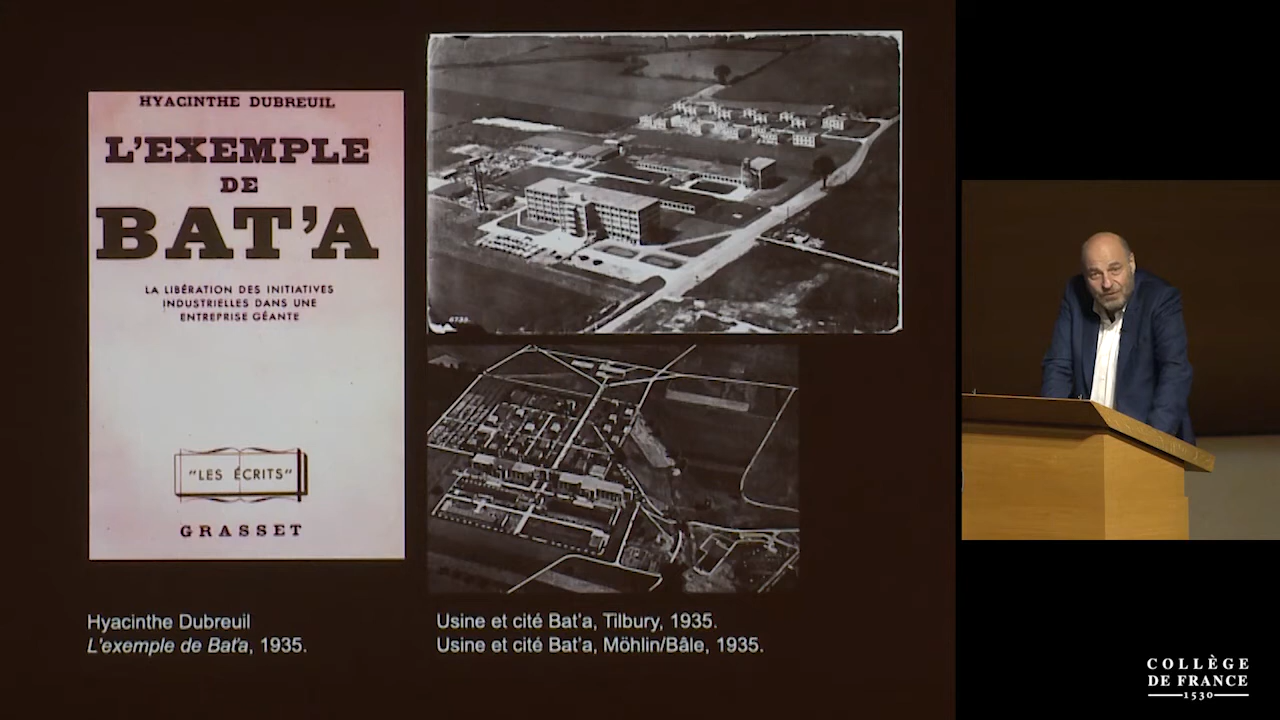 HYACINTHE DUBREUIL
L'EXEMPLE
DE
BAT'A
LA LIBÉRATION DES INITIATIVES
INDUSTRIELLES DANS UNE
ENTREPRISE GÉANTE
"LES ÉCRITS"
GRASSET
Hyacinthe Dubreuil
L'exemple de Bat'a, 1935.
Usine et cité Bat'a, Tilbury, 1935.
Usine et cité Bat'a, Möhlin/Bâle, 1935.
COLLÈGE
DE FRANCE
1530